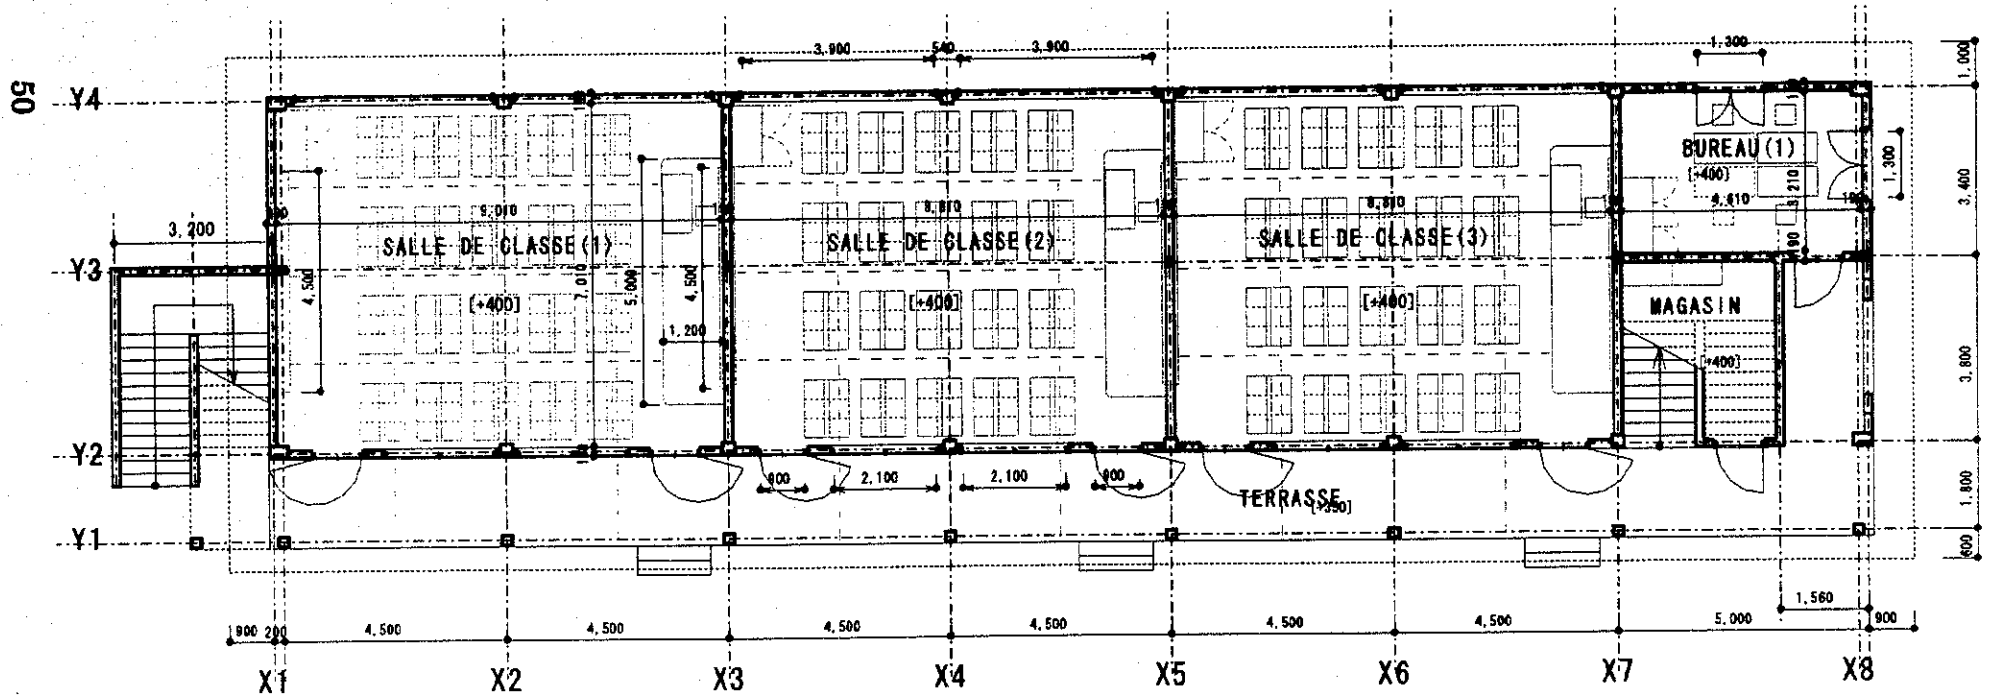 50
3,900
540
3,900
1,300
1,000
Y4
BUREAU(1)
[+400]
1,300
3,210
3,400
9,010
8,810
8,810
4,410
190
3,200
SALLE DE CLASSE(1)
SALLE DE CLASSE(2)
SALLE DE CLASSE(3)
Y3
4,500
7,010
5,000
4,500
[+400]
[+400]
[+400]
MAGASIN
1,200
[+400]
3,800
Y2
900
2,100
2,100
900
TERRASSE
1,800
Y1
600
1,560
900
200
4,500
4,500
4,500
4,500
4,500
4,500
5,000
900
X1
X2
X3
X4
X5
X6
X7
X8